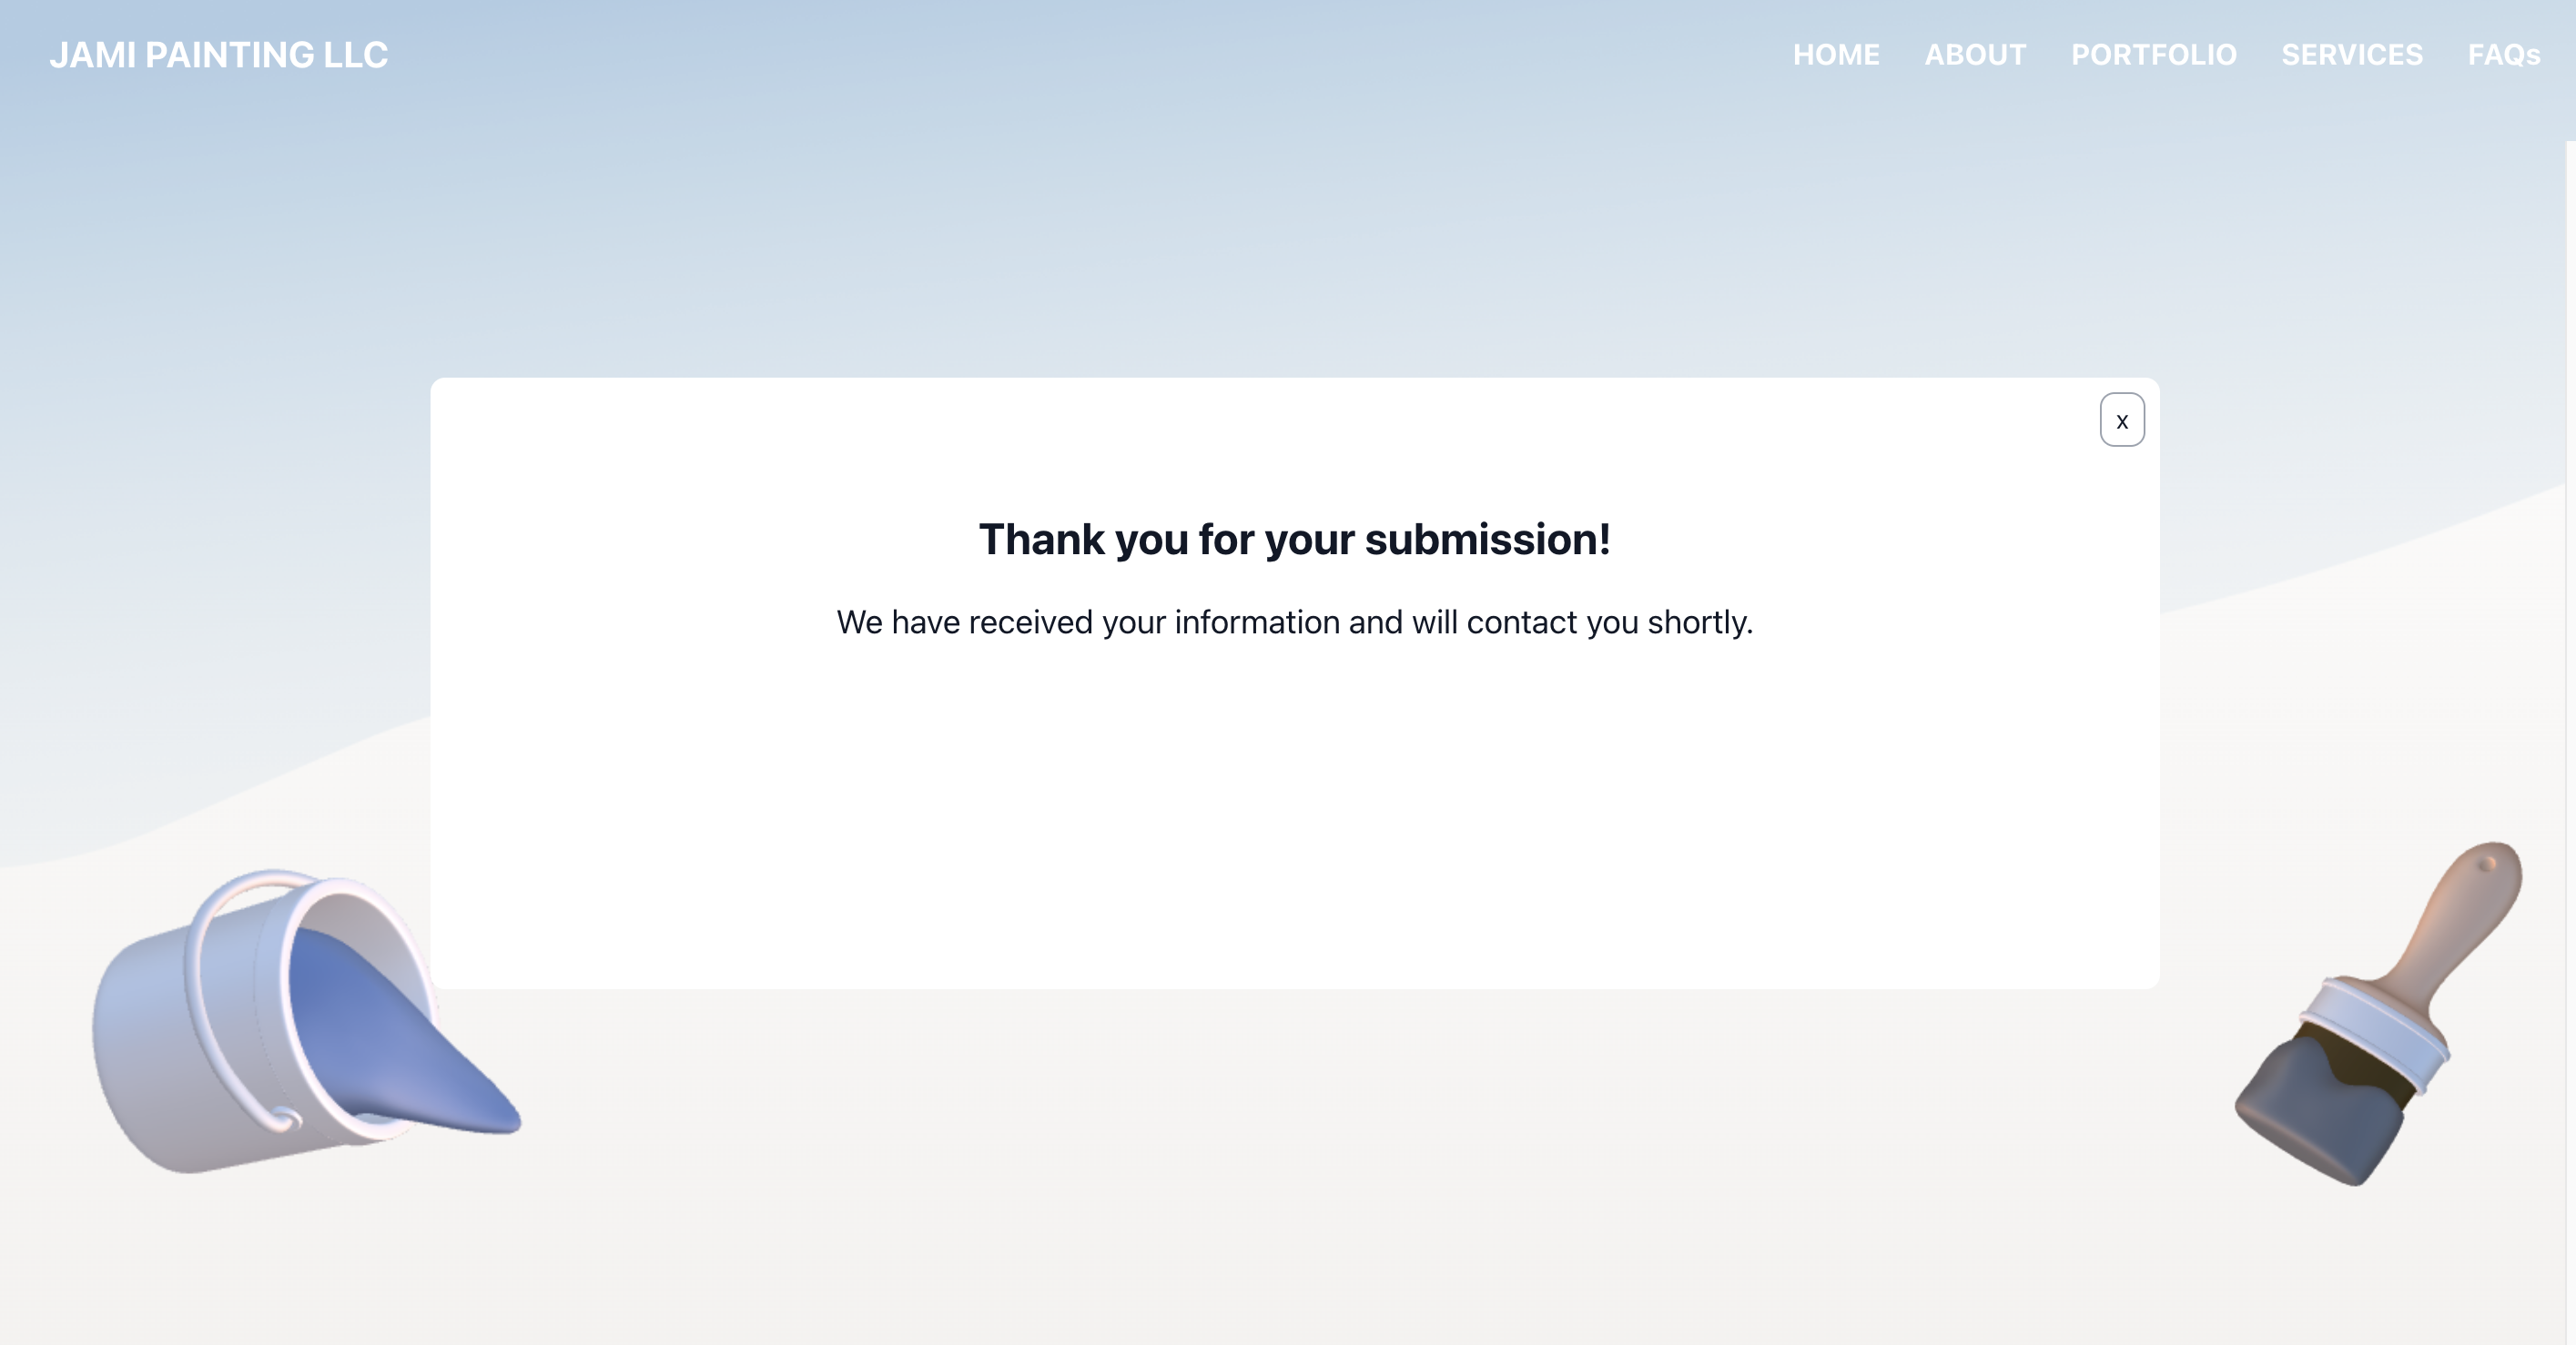 JAMI PAINTING LLC
HOME ABOUT PORTFOLIO SERVICES FAQs
x
Thank you for your submission!
We have received your information and will contact you shortly.